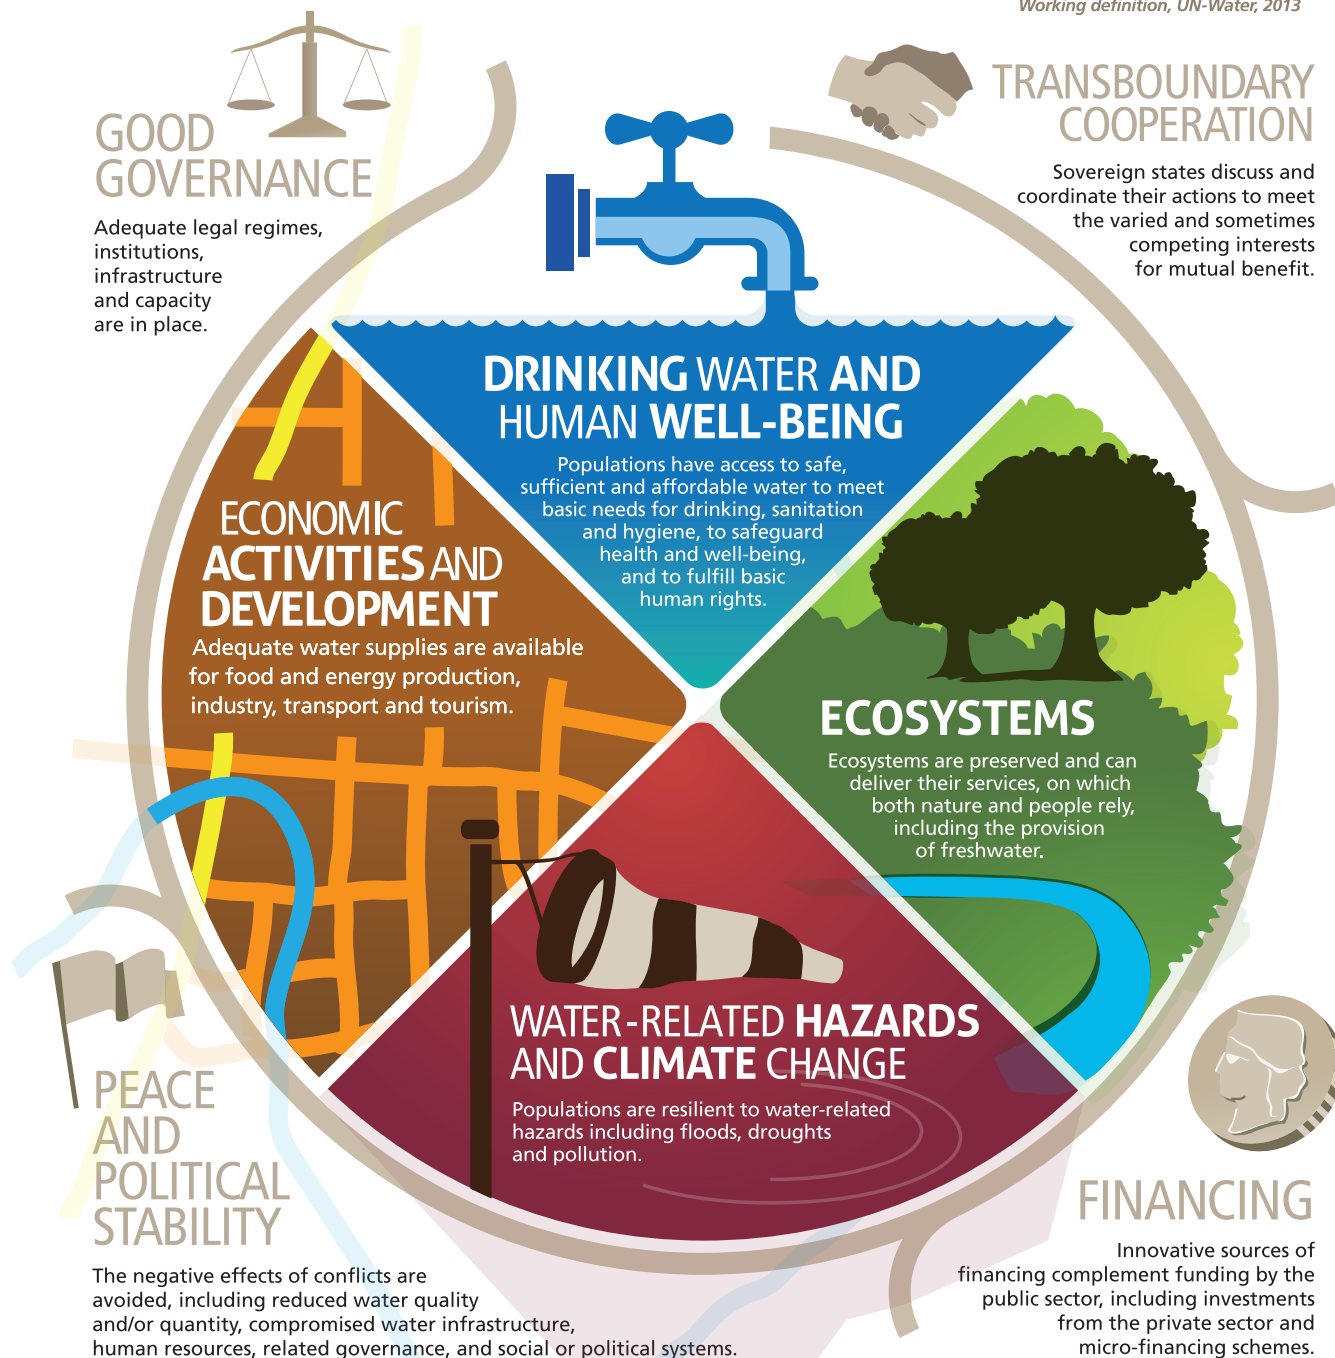 Working definition, UN-Water, 2013
GOOD
GOVERNANCE
Adequate legal regimes,
institutions,
infrastructure
and capacity
are in place.
TRANSBOUNDARY
COOPERATION
Sovereign states discuss and
coordinate their actions to meet
the varied and sometimes
competing interests
for mutual benefit.
DRINKING WATER AND
HUMAN WELL-BEING
Populations have access to safe,
sufficient and affordable water to meet
basic needs for drinking, sanitation
and hygiene, to safeguard
health and well-being,
and to fulfill basic
human rights.
ECONOMIC
ACTIVITIES AND
DEVELOPMENT
Adequate water supplies are available
for food and energy production,
industry, transport and tourism.
ECOSYSTEMS
Ecosystems are preserved and can
deliver their services, on which
both nature and people rely,
including the provision
of freshwater.
WATER-RELATED HAZARDS
AND CLIMATE CHANGE
Populations are resilient to water-related
hazards including floods, droughts
and pollution.
PEACE
AND
POLITICAL
STABILITY
The negative effects of conflicts are
avoided, including reduced water quality
and/or quantity, compromised water infrastructure,
human resources, related governance, and social or political systems.
FINANCING
Innovative sources of
financing complement funding by the
public sector, including investments
from the private sector and
micro-financing schemes.